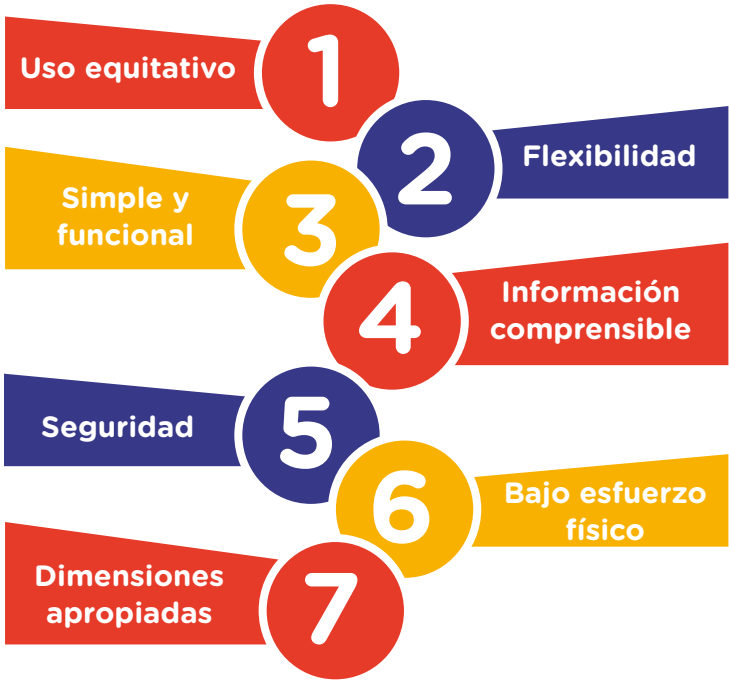 Uso equitativo
1
2
Flexibilidad
Simple y
funcional
3
4
Información
comprensible
Seguridad
5
6
Bajo esfuerzo
físico
Dimensiones
apropiadas
7